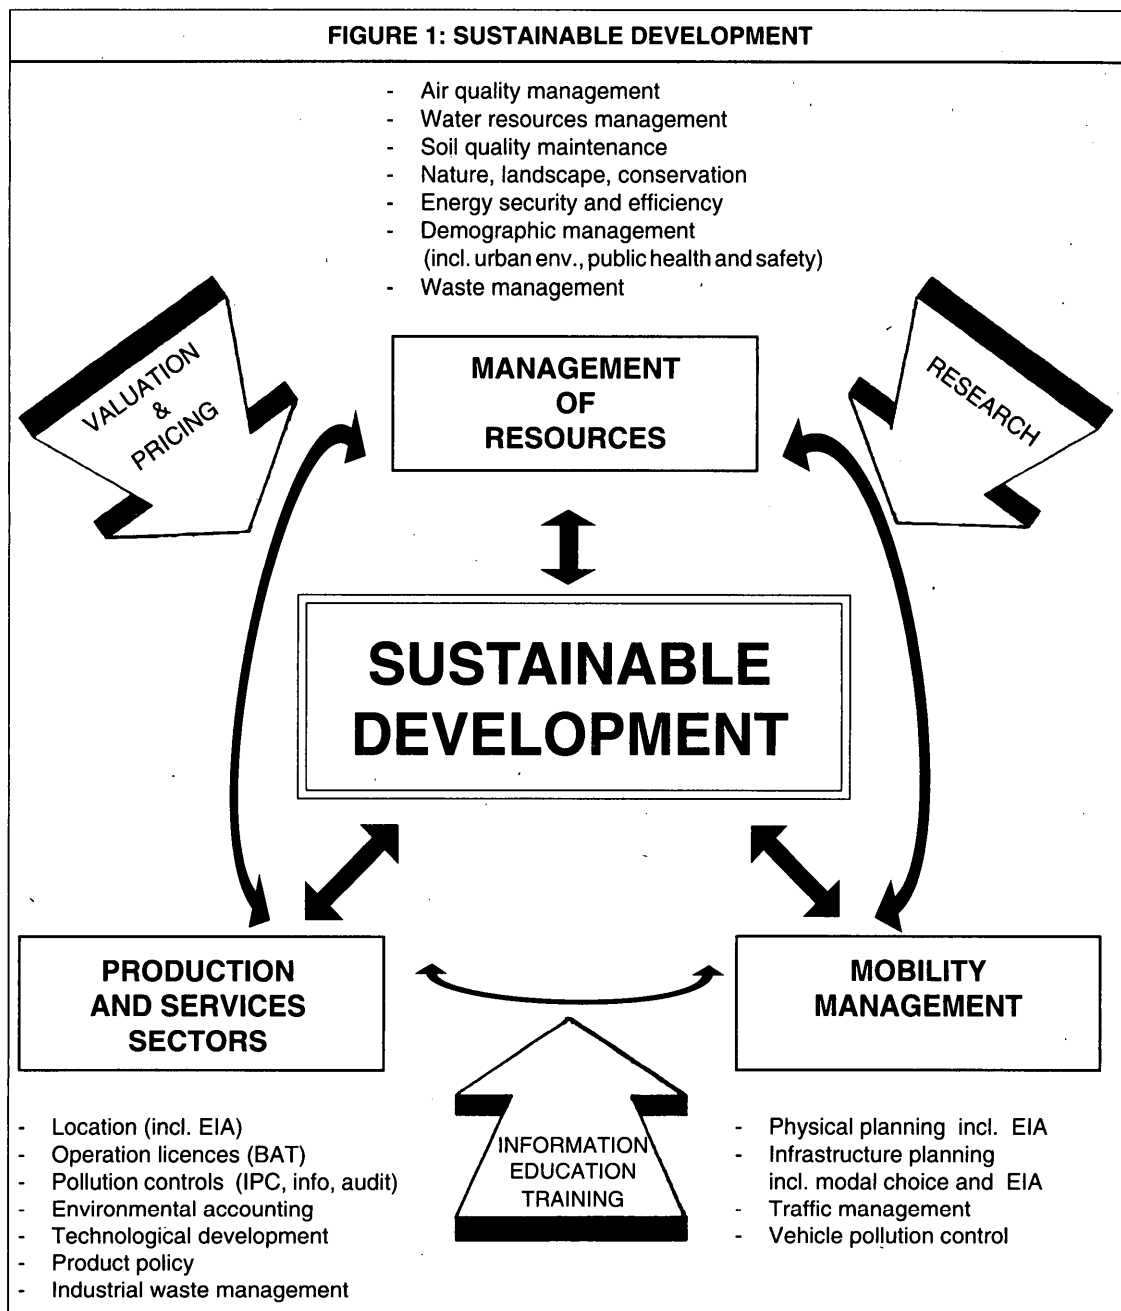 FIGURE 1: SUSTAINABLE DEVELOPMENT
- Air quality management
- Water resources management
- Soil quality maintenance
- Nature, landscape, conservation
- Energy security and efficiency
- Demographic management
(incl. urban env., public health and safety)
- Waste management
VALUATION
&
PRICING
MANAGEMENT
OF
RESOURCES
RESEARCH
SUSTAINABLE
DEVELOPMENT
PRODUCTION
AND SERVICES
SECTORS
MOBILITY
MANAGEMENT
- Location (incl. EIA)
- Operation licences (BAT)
- Pollution controls (IPC, info, audit)
- Environmental accounting
- Technological development
- Product policy
- Industrial waste management
INFORMATION
EDUCATION
TRAINING
- Physical planning incl. EIA
- Infrastructure planning
incl. modal choice and EIA
- Traffic management
- Vehicle pollution control